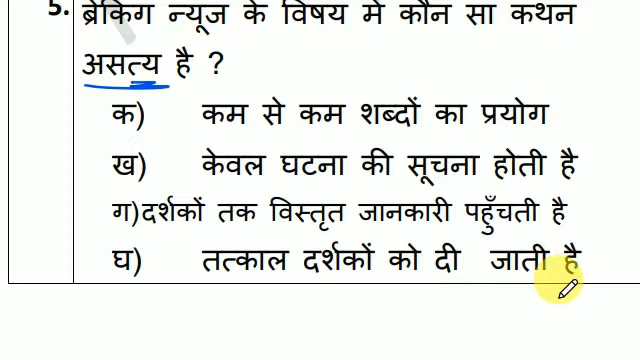 5. ब्रेकिंग न्यूज के विषय में कौन सा कथन
असत्य है ?
क) कम से कम शब्दों का प्रयोग
ख) केवल घटना की सूचना होती है
ग) दर्शकों तक विस्तृत जानकारी पहुँचती है
घ) तत्काल दर्शकों को दी जाती है